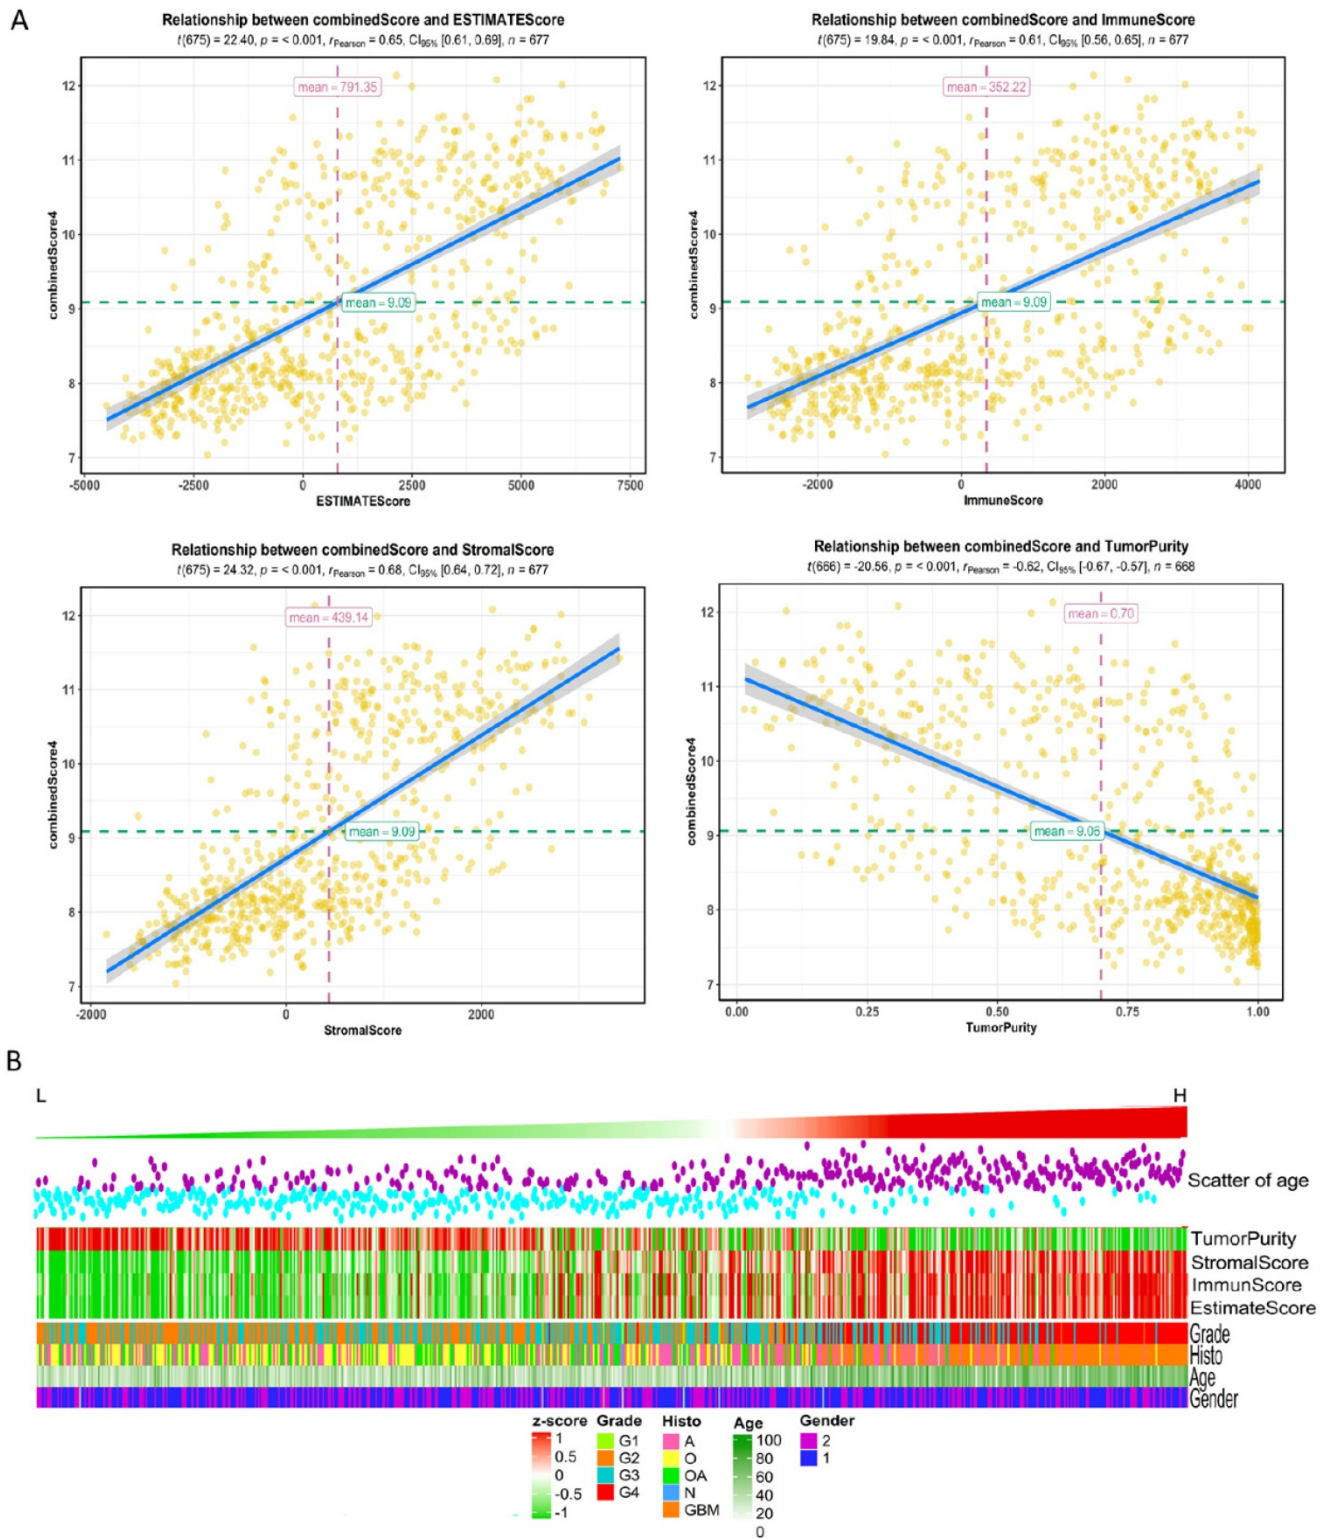 A
Relationship between combinedScore and ESTIMATEScore
t(675) = 22.40, p = < 0.001, rPearson = 0.65, CI95% [0.61, 0.69], n = 677
mean = 791.35
mean = 9.09
combinedScore4
12
11
10
9
8
7
-5000 -2500 0 2500 5000 7500
ESTIMATEScore
Relationship between combinedScore and ImmuneScore
t(675) = 19.84, p = < 0.001, rPearson = 0.61, CI95% [0.56, 0.65], n = 677
mean = 352.22
mean = 9.09
combinedScore4
12
11
10
9
8
7
-2000 0 2000 4000
ImmuneScore
Relationship between combinedScore and StromalScore
t(675) = 24.32, p = < 0.001, rPearson = 0.68, CI95% [0.64, 0.72], n = 677
mean = 439.14
mean = 9.09
combinedScore4
12
11
10
9
8
7
-2000 0 2000
StromalScore
Relationship between combinedScore and TumorPurity
t(666) = -20.56, p = < 0.001, rPearson = -0.62, CI95% [-0.67, -0.57], n = 668
mean = 0.70
mean = 9.06
combinedScore4
12
11
10
9
8
7
0.00 0.25 0.50 0.75 1.00
TumorPurity
B
L H
Scatter of age
TumorPurity
StromalScore
ImmunScore
EstimateScore
Grade
Histo
Age
Gender
z-score
1
0.5
0
-0.5
-1
Grade
G1
G2
G3
G4
Histo
A
O
OA
N
GBM
Age
100
80
60
40
20
0
Gender
2
1